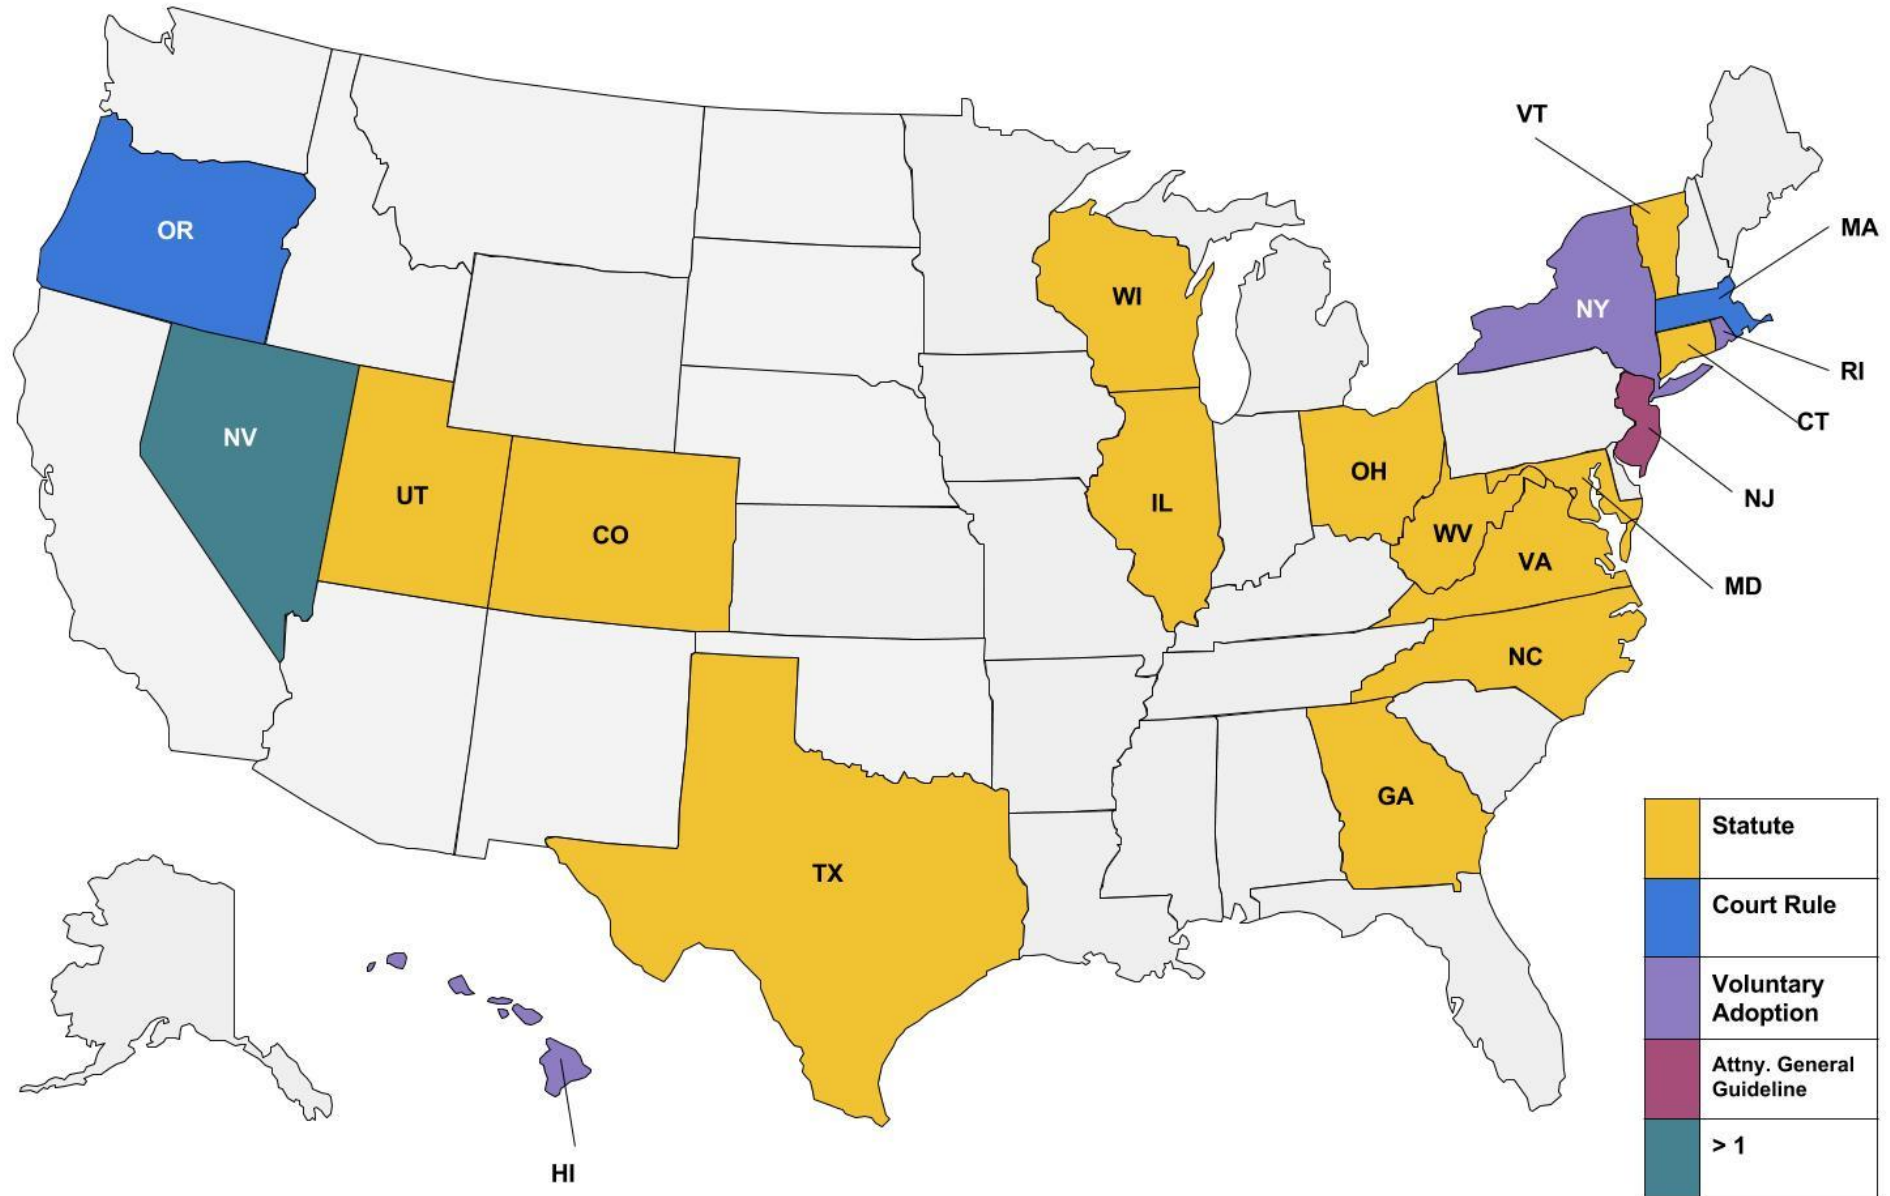 VT
MA
OR
WI
NY
RI
NV
CT
OH
UT
NJ
IL
CO
WV
VA
MD
NC
GA
Statute
TX
Court Rule
Voluntary
Adoption
Attny. General
Guideline
> 1
HI